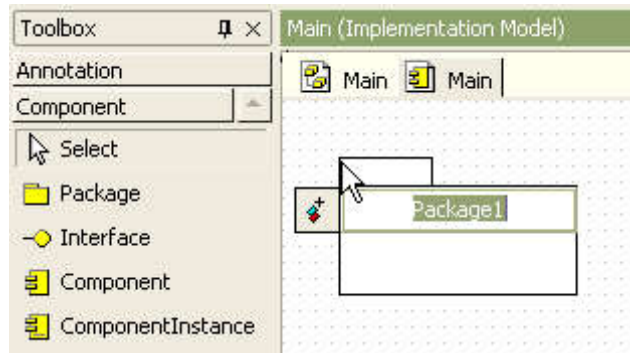 Toolbox
Annotation
Component
Select
Package
Interface
Component
ComponentInstance
Main (Implementation Model)
Main Main
Package1